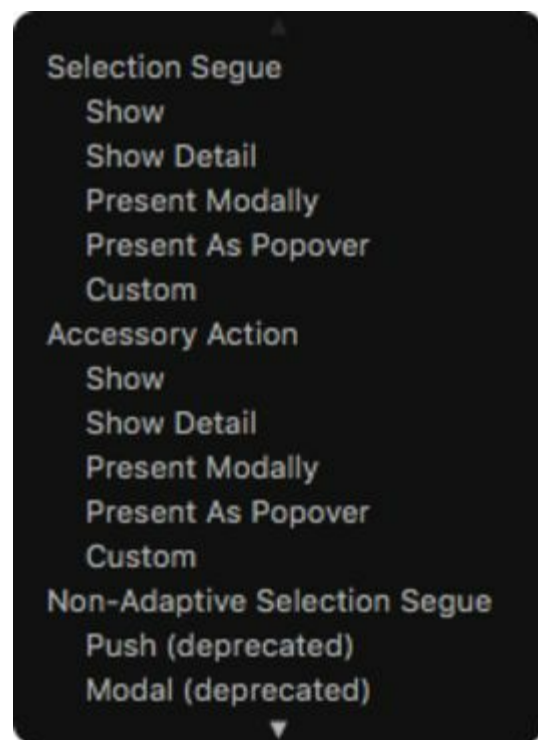 Selection Segue
Show
Show Detail
Present Modally
Present As Popover
Custom
Accessory Action
Show
Show Detail
Present Modally
Present As Popover
Custom
Non-Adaptive Selection Segue
Push (deprecated)
Modal (deprecated)